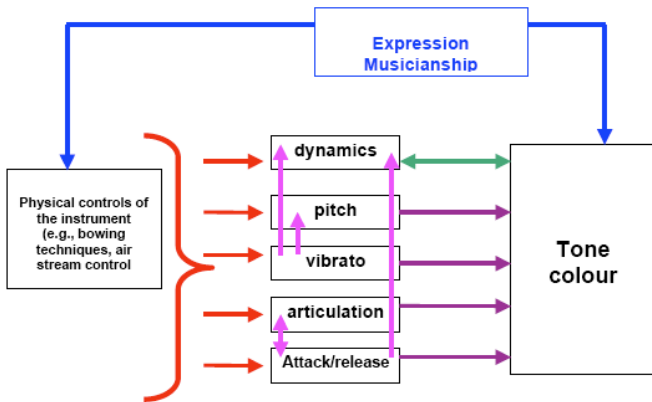 Expression
Musicianship
Physical controls of
the instrument
(e.g., bowing
techniques, air
stream control
dynamics
pitch
vibrato
articulation
Attack/release
Tone
colour